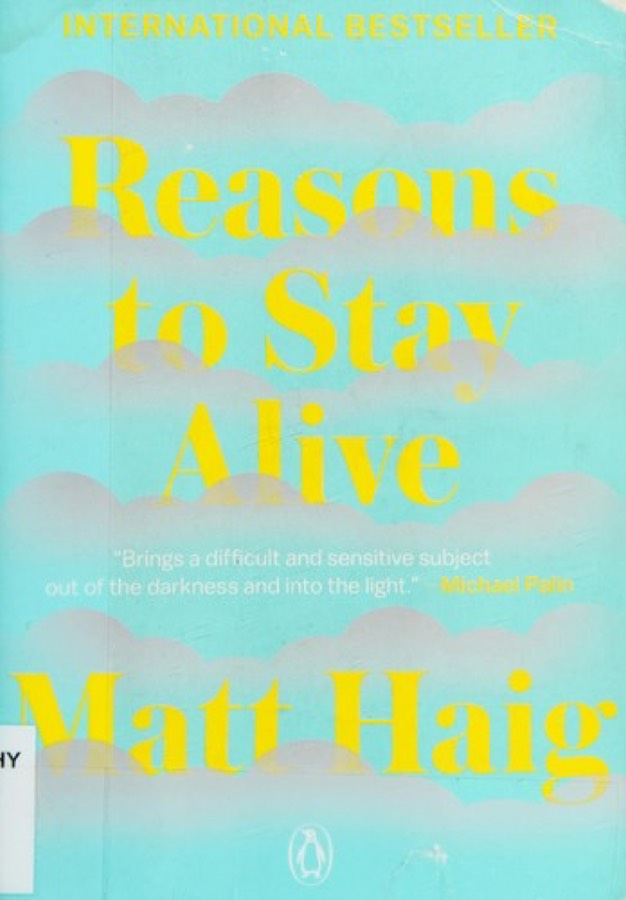 INTERNATIONAL BESTSELLER
Reasons
to Stay
Alive
“Brings a difficult and sensitive subject
out of the darkness and into the light.” —Michael Palin
Matt Haig
HY